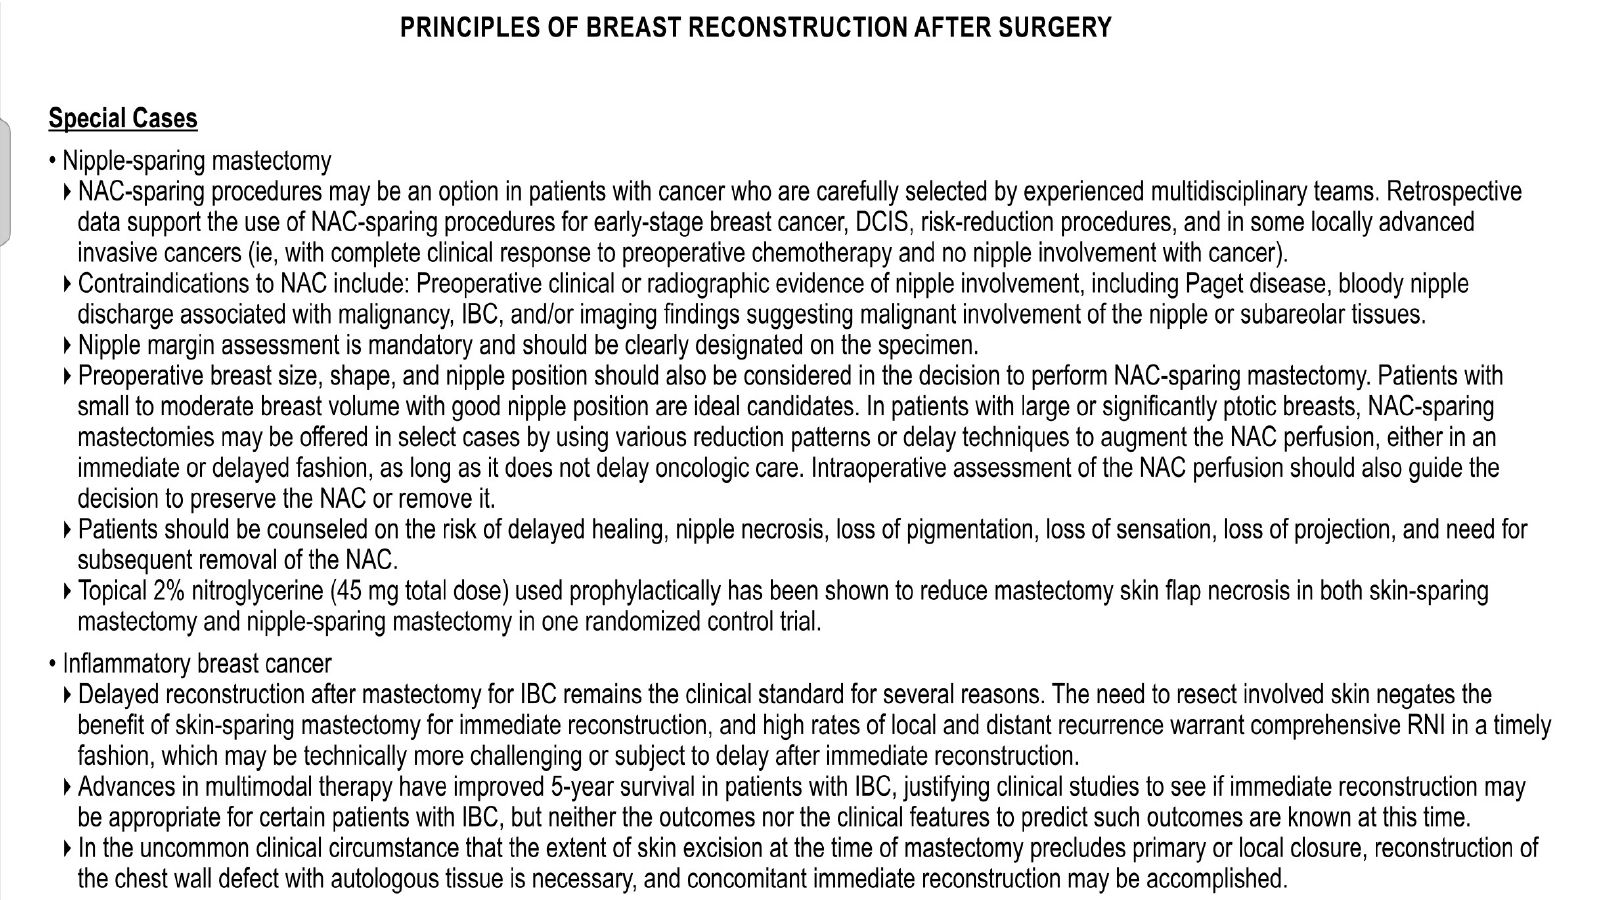 PRINCIPLES OF BREAST RECONSTRUCTION AFTER SURGERY
Special Cases
• Nipple-sparing mastectomy
NAC-sparing procedures may be an option in patients with cancer who are carefully selected by experienced multidisciplinary teams. Retrospective
data support the use of NAC-sparing procedures for early-stage breast cancer, DCIS, risk-reduction procedures, and in some locally advanced
invasive cancers (ie, with complete clinical response to preoperative chemotherapy and no nipple involvement with cancer).
Contraindications to NAC include: Preoperative clinical or radiographic evidence of nipple involvement, including Paget disease, bloody nipple
discharge associated with malignancy, IBC, and/or imaging findings suggesting malignant involvement of the nipple or subareolar tissues.
Nipple margin assessment is mandatory and should be clearly designated on the specimen.
Preoperative breast size, shape, and nipple position should also be considered in the decision to perform NAC-sparing mastectomy. Patients with
small to moderate breast volume with good nipple position are ideal candidates. In patients with large or significantly ptotic breasts, NAC-sparing
mastectomies may be offered in select cases by using various reduction patterns or delay techniques to augment the NAC perfusion, either in an
immediate or delayed fashion, as long as it does not delay oncologic care. Intraoperative assessment of the NAC perfusion should also guide the
decision to preserve the NAC or remove it.
Patients should be counseled on the risk of delayed healing, nipple necrosis, loss of pigmentation, loss of sensation, loss of projection, and need for
subsequent removal of the NAC.
Topical 2% nitroglycerine (45 mg total dose) used prophylactically has been shown to reduce mastectomy skin flap necrosis in both skin-sparing
mastectomy and nipple-sparing mastectomy in one randomized control trial.
• Inflammatory breast cancer
Delayed reconstruction after mastectomy for IBC remains the clinical standard for several reasons. The need to resect involved skin negates the
benefit of skin-sparing mastectomy for immediate reconstruction, and high rates of local and distant recurrence warrant comprehensive RNI in a timely
fashion, which may be technically more challenging or subject to delay after immediate reconstruction.
Advances in multimodal therapy have improved 5-year survival in patients with IBC, justifying clinical studies to see if immediate reconstruction may
be appropriate for certain patients with IBC, but neither the outcomes nor the clinical features to predict such outcomes are known at this time.
In the uncommon clinical circumstance that the extent of skin excision at the time of mastectomy precludes primary or local closure, reconstruction of
the chest wall defect with autologous tissue is necessary, and concomitant immediate reconstruction may be accomplished.